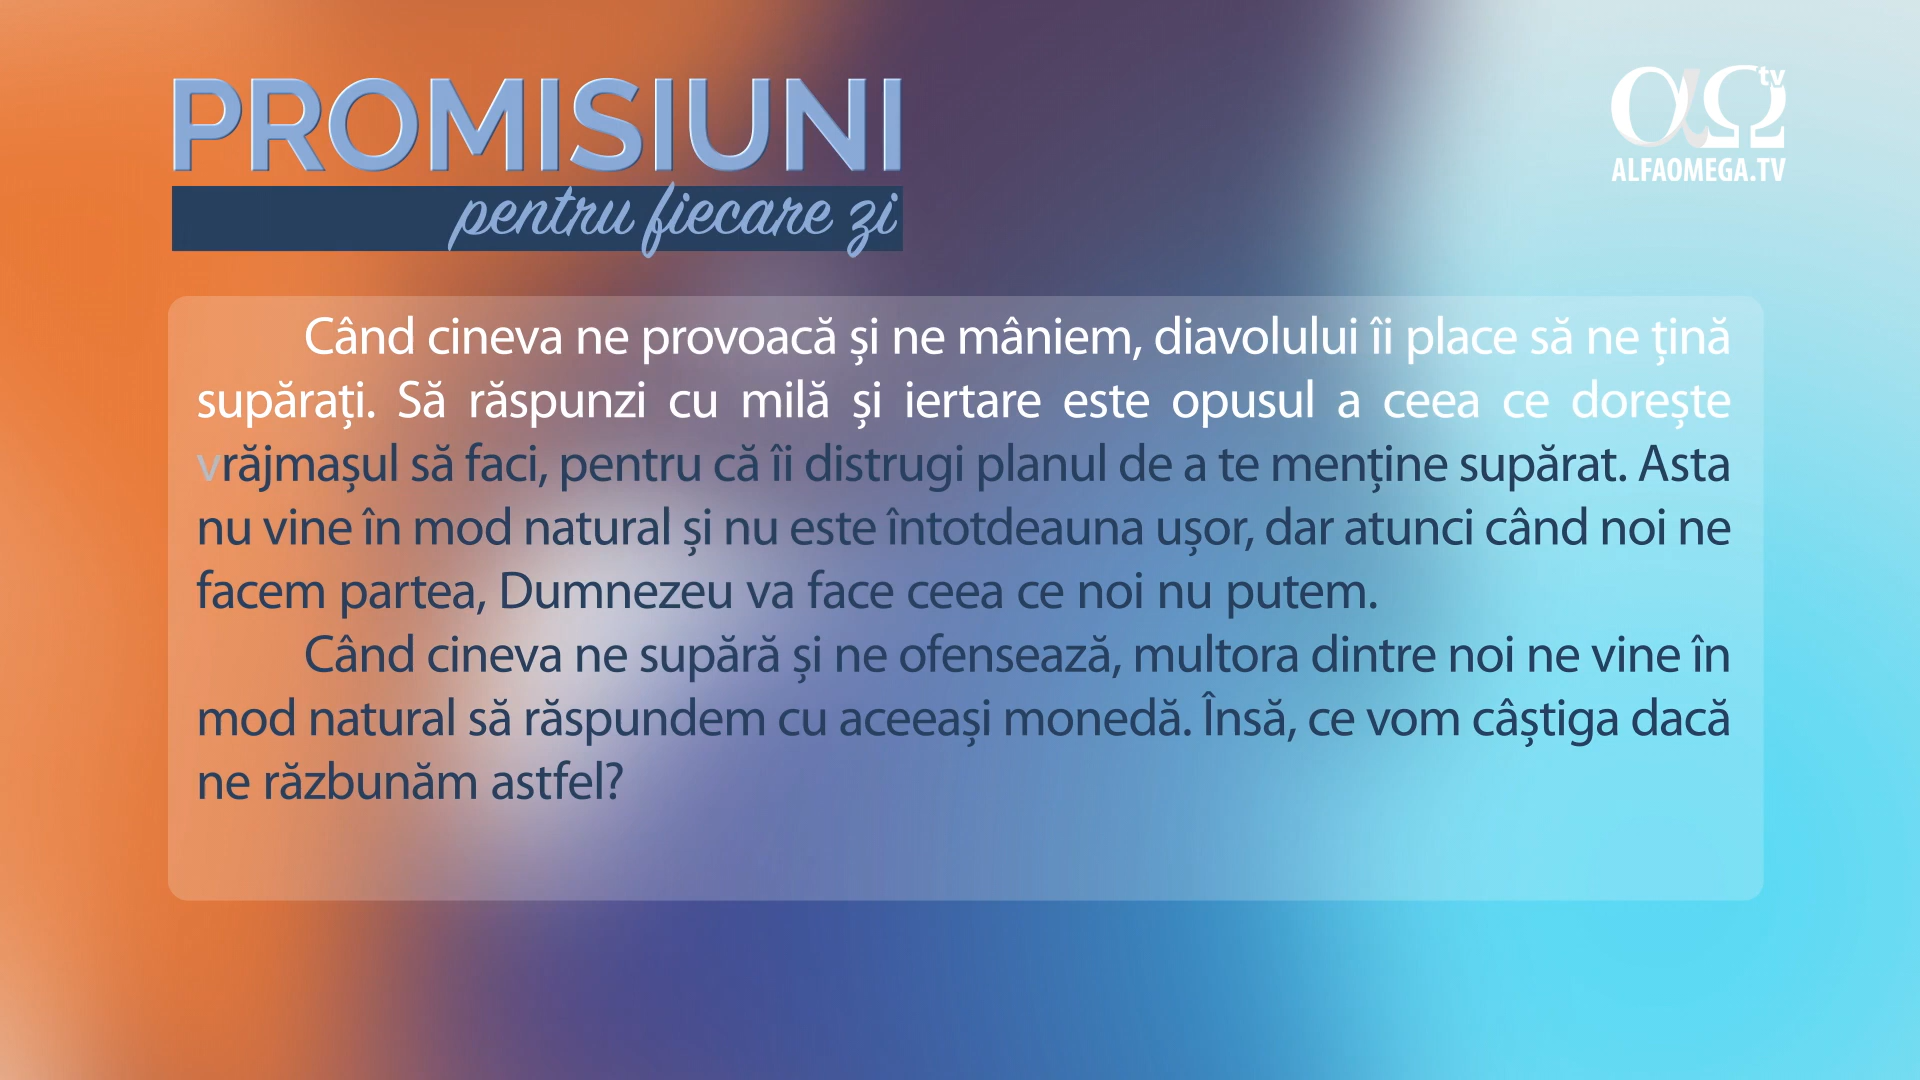 PROMISIUNI
pentru fiecare zi
αΩ tv
ALFAOMEGA.TV
Când cineva ne provoacă și ne mâniem, diavolului îi place să ne țină
supărați. Să răspunzi cu milă și iertare este opusul a ceea ce dorește
vrăjmașul să faci, pentru că îi distrugi planul de a te menține supărat. Asta
nu vine în mod natural și nu este întotdeauna ușor, dar atunci când noi ne
facem partea, Dumnezeu va face ceea ce noi nu putem.
Când cineva ne supără și ne ofensează, multora dintre noi ne vine în
mod natural să răspundem cu aceeași monedă. Însă, ce vom câștiga dacă
ne răzbunăm astfel?